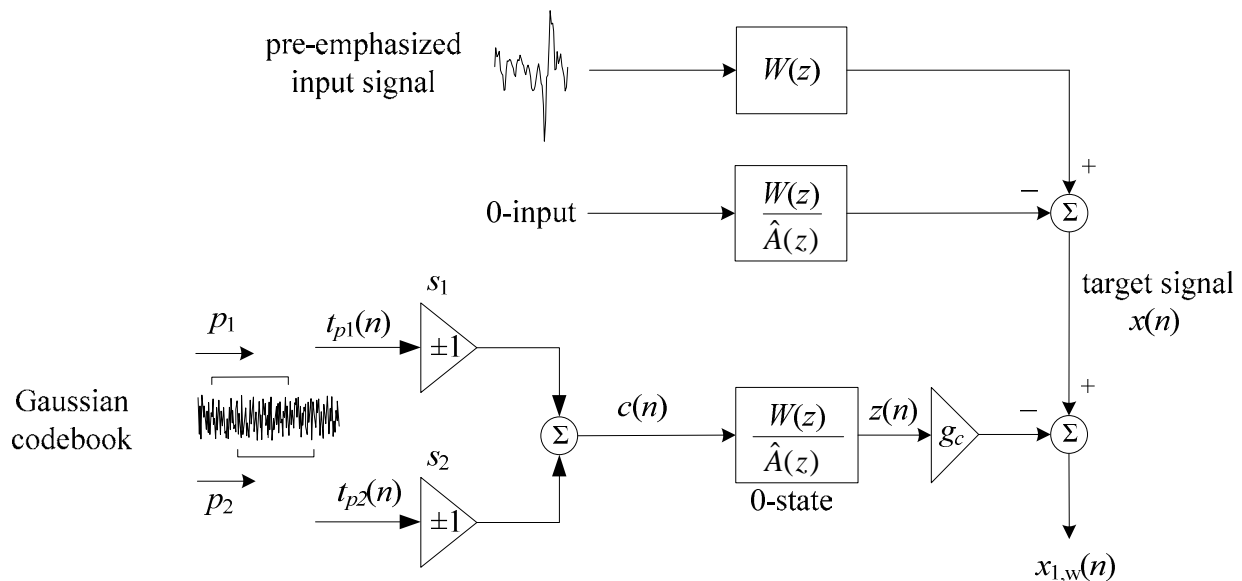 pre-emphasized
input signal
W(z)
+
0-input
W(z)
Â(z)
−
Σ
target signal
x(n)
s1
p1
tp1(n)
±1
Gaussian
codebook
Σ
c(n)
W(z)
Â(z)
0-state
z(n)
gc
−
+
Σ
s2
p2
tp2(n)
±1
x1,w(n)